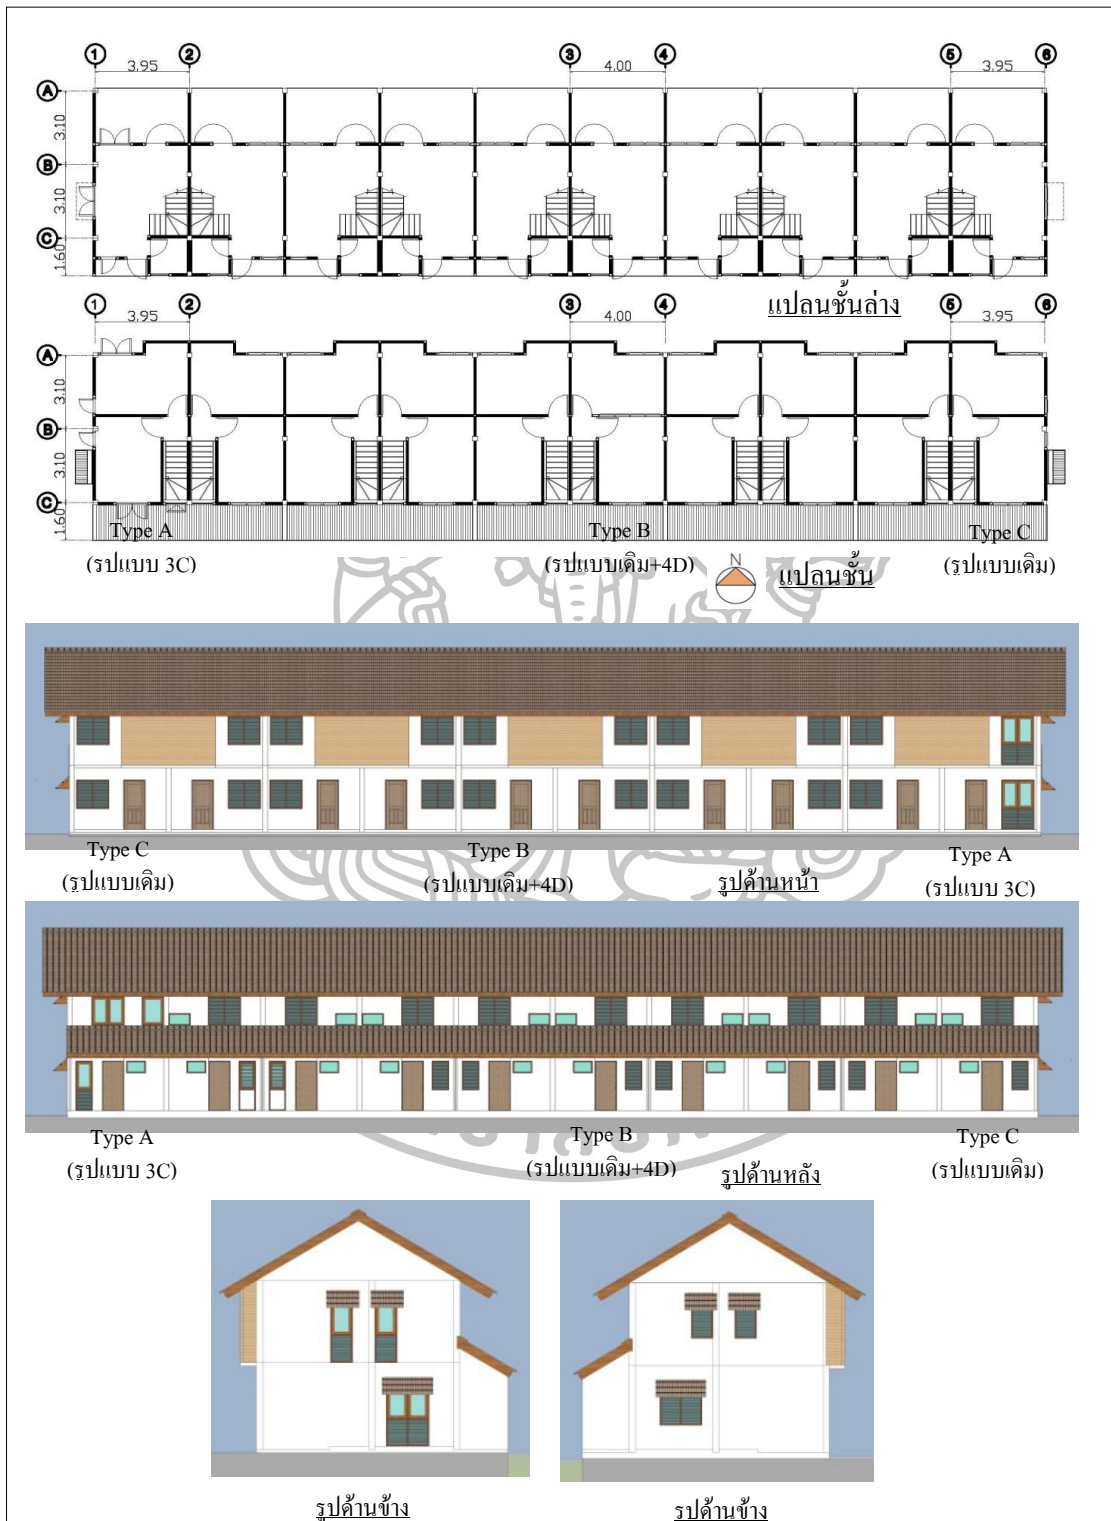 1 2 3 4 5 6
3.95 4.00 3.95
A
3.10
B
3.10
C
1.60
แปลนชั้นล่าง
1 2 3 4 5 6
3.95 4.00 3.95
A
3.10
B
3.10
C
1.60
Type A Type B Type C
(รูปแบบ 3C) (รูปแบบเดิม+4D) N แปลนชั้น (รูปแบบเดิม)
Type C Type B Type A
(รูปแบบเดิม) (รูปแบบเดิม+4D) รูปด้านหน้า (รูปแบบ 3C)
Type A Type B Type C
(รูปแบบ 3C) (รูปแบบเดิม+4D) รูปด้านหลัง (รูปแบบเดิม)
รูปด้านข้าง รูปด้านข้าง